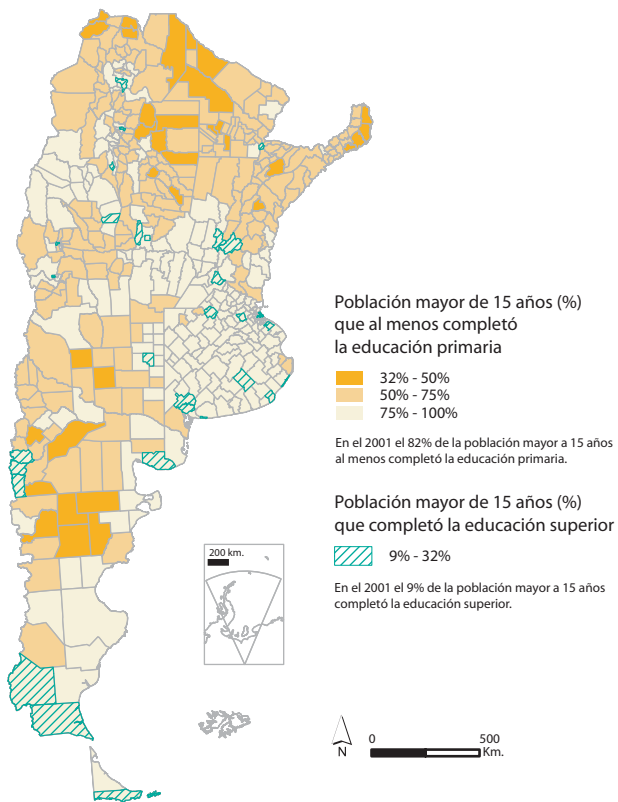 Población mayor de 15 años (%)
que al menos completó
la educación primaria
32% - 50%
50% - 75%
75% - 100%
En el 2001 el 82% de la población mayor a 15 años
al menos completó la educación primaria.
Población mayor de 15 años (%)
que completó la educación superior
9% - 32%
En el 2001 el 9% de la población mayor a 15 años
completó la educación superior.
200 km.
N
0 500
Km.